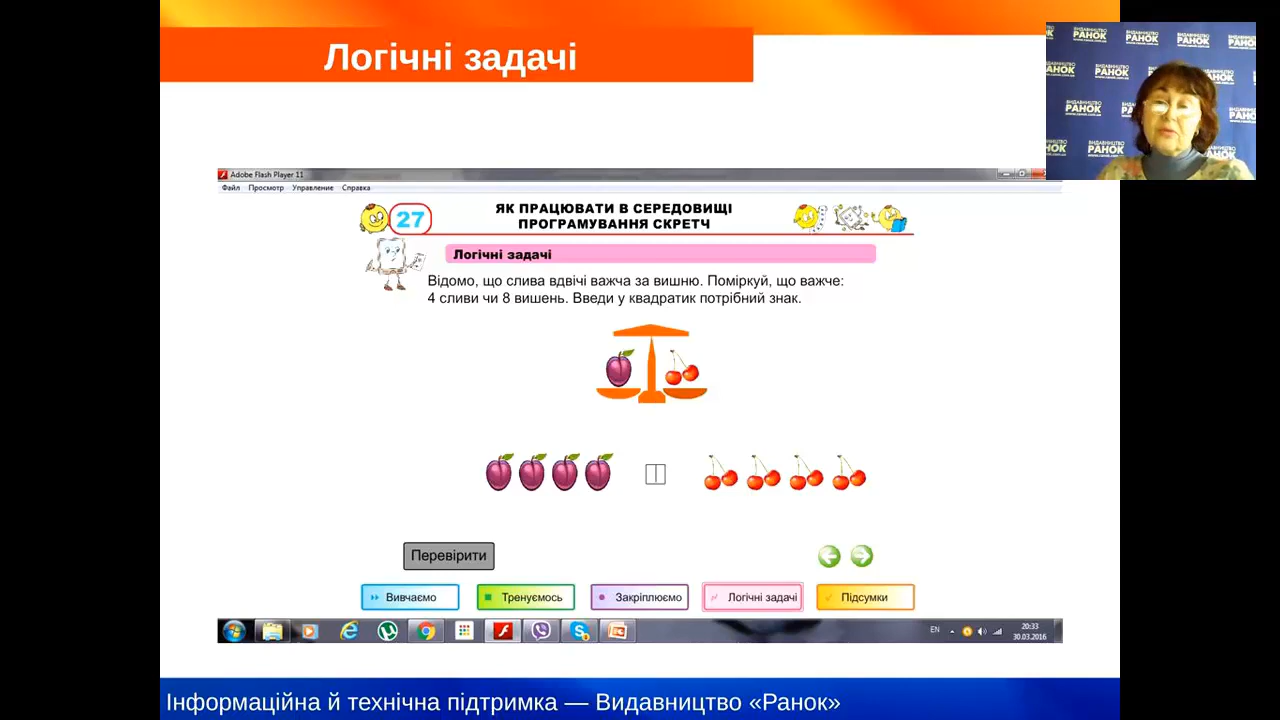 Логічні задачі
ВИДАВНИЦТВО
РАНОК
Adobe Flash Player 11
Файл Просмотр Управление Справка
27
ЯК ПРАЦЮВАТИ В СЕРЕДОВИЩІ
ПРОГРАМУВАННЯ СКРЕТЧ
Логічні задачі
Відомо, що слива вдвічі важча за вишню. Поміркуй, що важче:
4 сливи чи 8 вишень. Введи у квадратик потрібний знак.
Перевірити
Вивчаємо
Тренуємось
Закріплюємо
Логічні задачі
Підсумки
EN
20:33
30.03.2016
Інформаційна й технічна підтримка — Видавництво «Ранок»